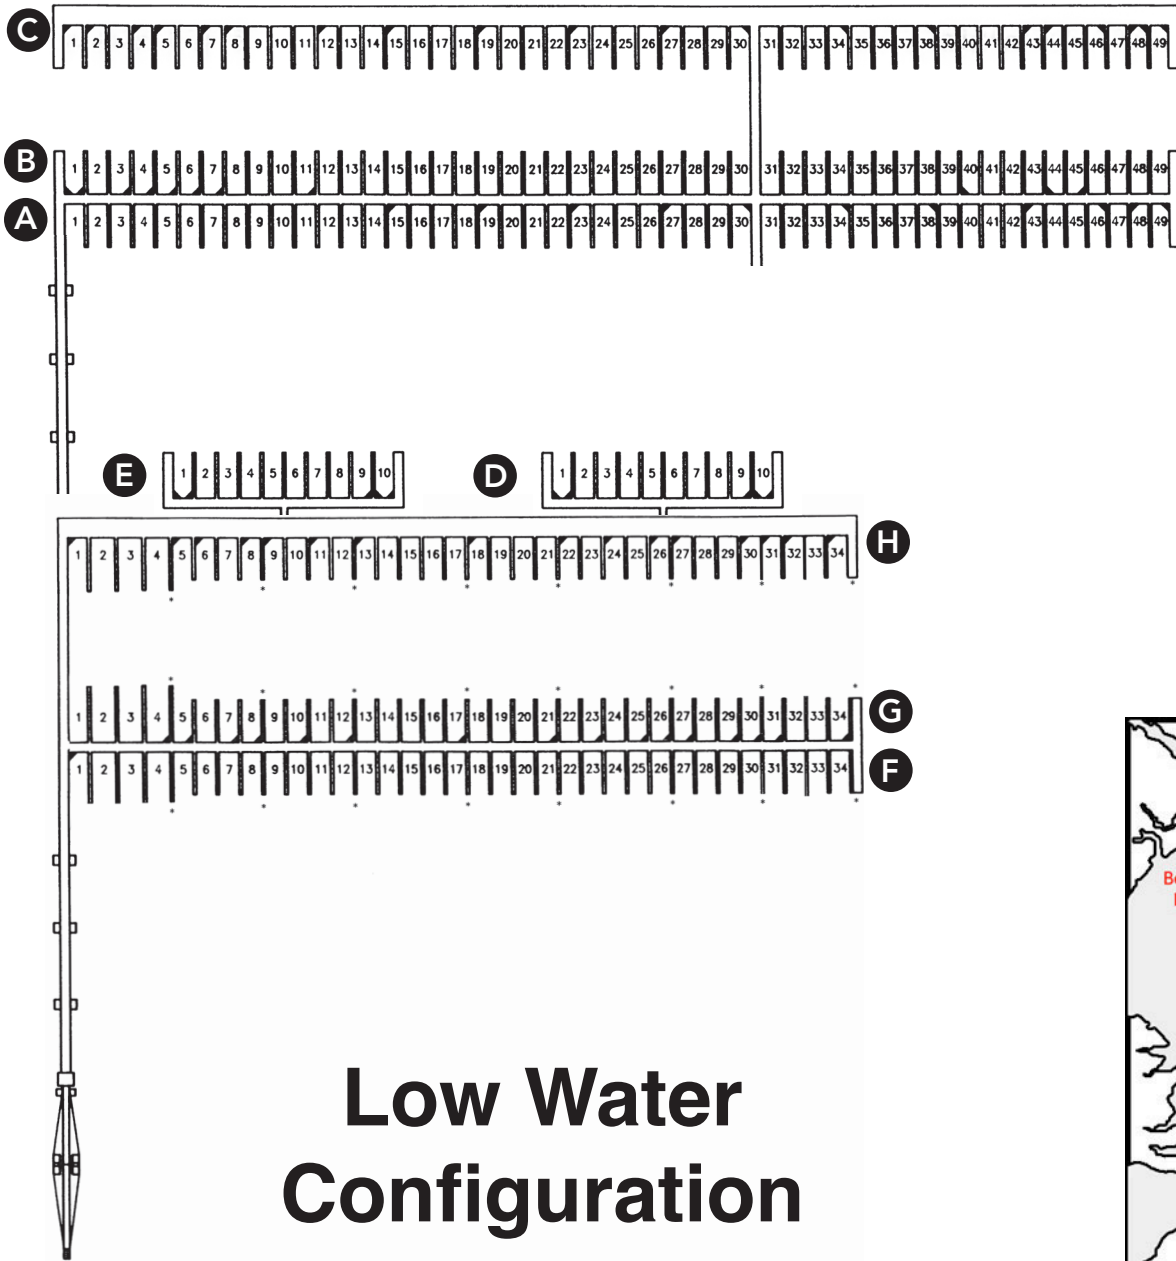 C 1 2 3 4 5 6 7 8 9 10 11 12 13 14 15 16 17 18 19 20 21 22 23 24 25 26 27 28 29 30 31 32 33 34 35 36 37 38 39 40 41 42 43 44 45 46 47 48 49
B 1 2 3 4 5 6 7 8 9 10 11 12 13 14 15 16 17 18 19 20 21 22 23 24 25 26 27 28 29 30 31 32 33 34 35 36 37 38 39 40 41 42 43 44 45 46 47 48 49
A 1 2 3 4 5 6 7 8 9 10 11 12 13 14 15 16 17 18 19 20 21 22 23 24 25 26 27 28 29 30 31 32 33 34 35 36 37 38 39 40 41 42 43 44 45 46 47 48 49
E 1 2 3 4 5 6 7 8 9 10 D 1 2 3 4 5 6 7 8 9 10
1 2 3 4 5 6 7 8 9 10 11 12 13 14 15 16 17 18 19 20 21 22 23 24 25 26 27 28 29 30 31 32 33 34 H
* * * * * * * *
* * * * * * * *
1 2 3 4 5 6 7 8 9 10 11 12 13 14 15 16 17 18 19 20 21 22 23 24 25 26 27 28 29 30 31 32 33 34 G
1 2 3 4 5 6 7 8 9 10 11 12 13 14 15 16 17 18 19 20 21 22 23 24 25 26 27 28 29 30 31 32 33 34 F
* * * * * * * *
Low Water
Configuration